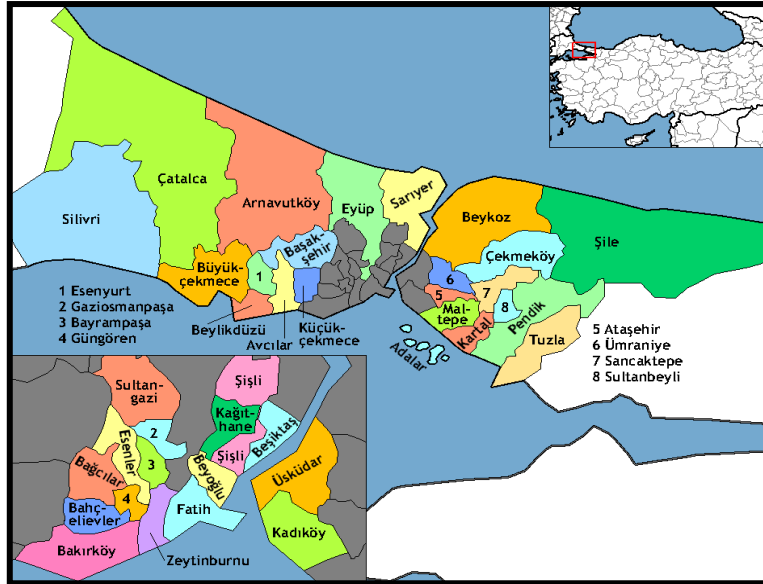 Çatalca
Silivri
Arnavutköy
Eyüp
Sarıyer
Beykoz
Şile
Başak-
şehir
Çekmeköy
Büyük-
çekmece
1
6
7
5
8
Mal-
tepe
Kartal
Pendik
Tuzla
Beylikdüzü
Avcılar
Küçük-
çekmece
Adalar
1 Esenyurt
2 Gaziosmanpaşa
3 Bayrampaşa
4 Güngören
5 Ataşehir
6 Ümraniye
7 Sancaktepe
8 Sultanbeyli
Sultan-
gazi
Şişli
Kağıt-
hane
Beşiktaş
Esenler
2
3
Şişli
Beyoğlu
Üsküdar
Bağcılar
4
Bahç-
elievler
Fatih
Kadıköy
Bakırköy
Zeytinburnu